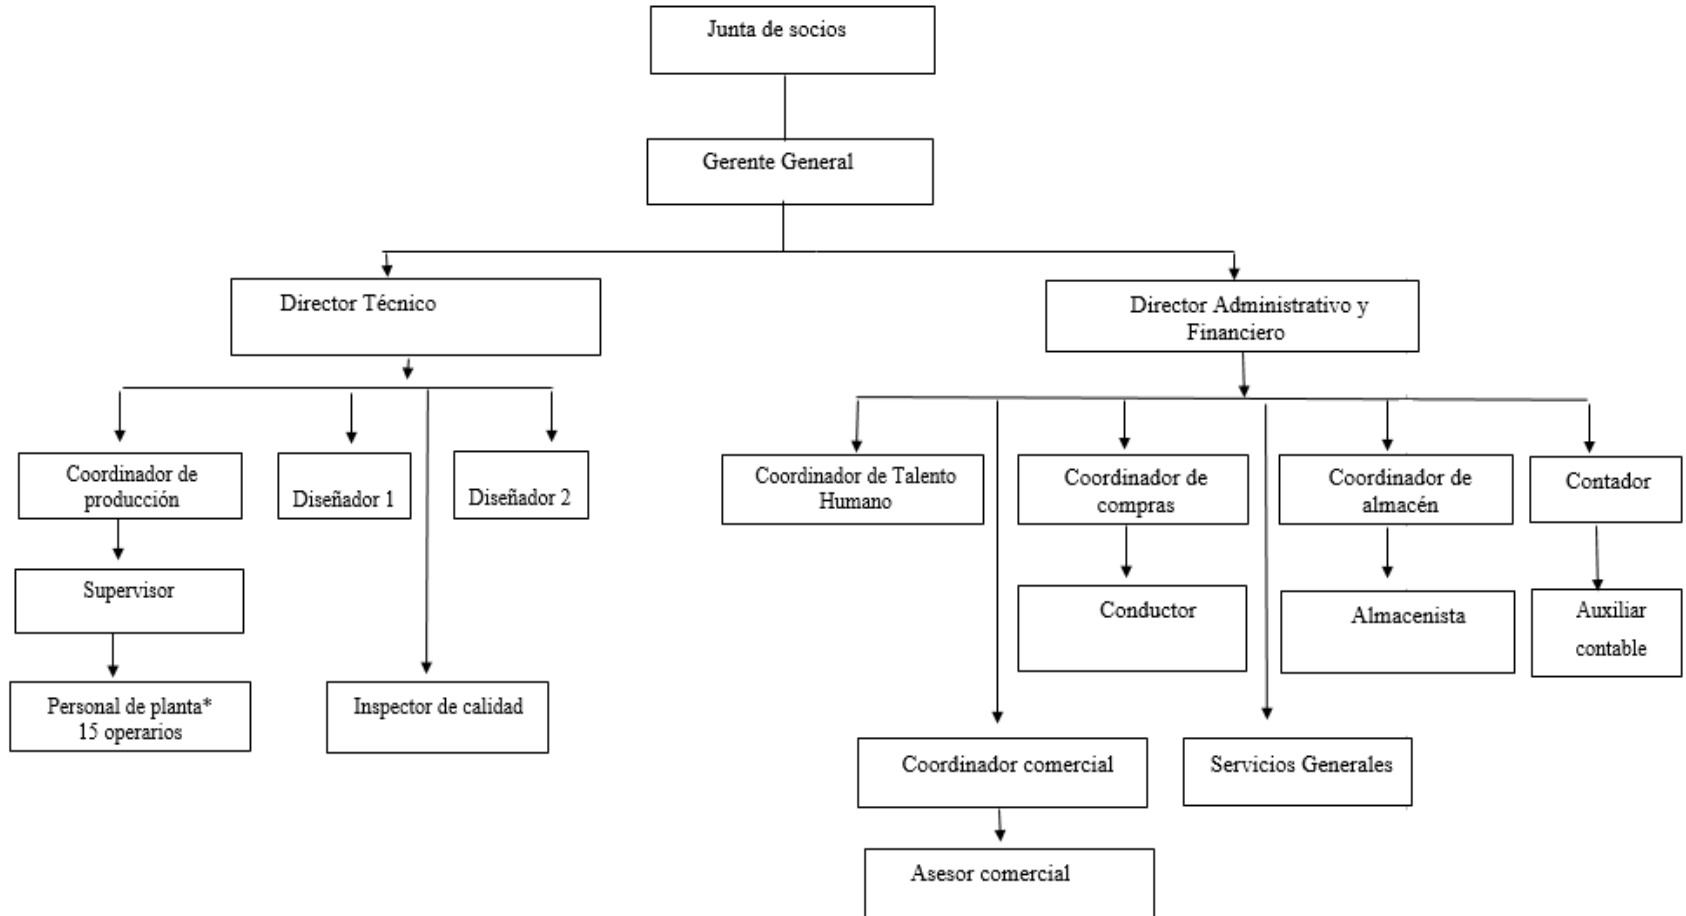 Junta de socios
Gerente General
Director Técnico
Director Administrativo y
Financiero
Coordinador de
producción
Diseñador 1
Diseñador 2
Coordinador de Talento
Humano
Coordinador de
compras
Coordinador de
almacén
Contador
Supervisor
Conductor
Almacenista
Auxiliar
contable
Personal de planta*
15 operarios
Inspector de calidad
Coordinador comercial
Servicios Generales
Asesor comercial